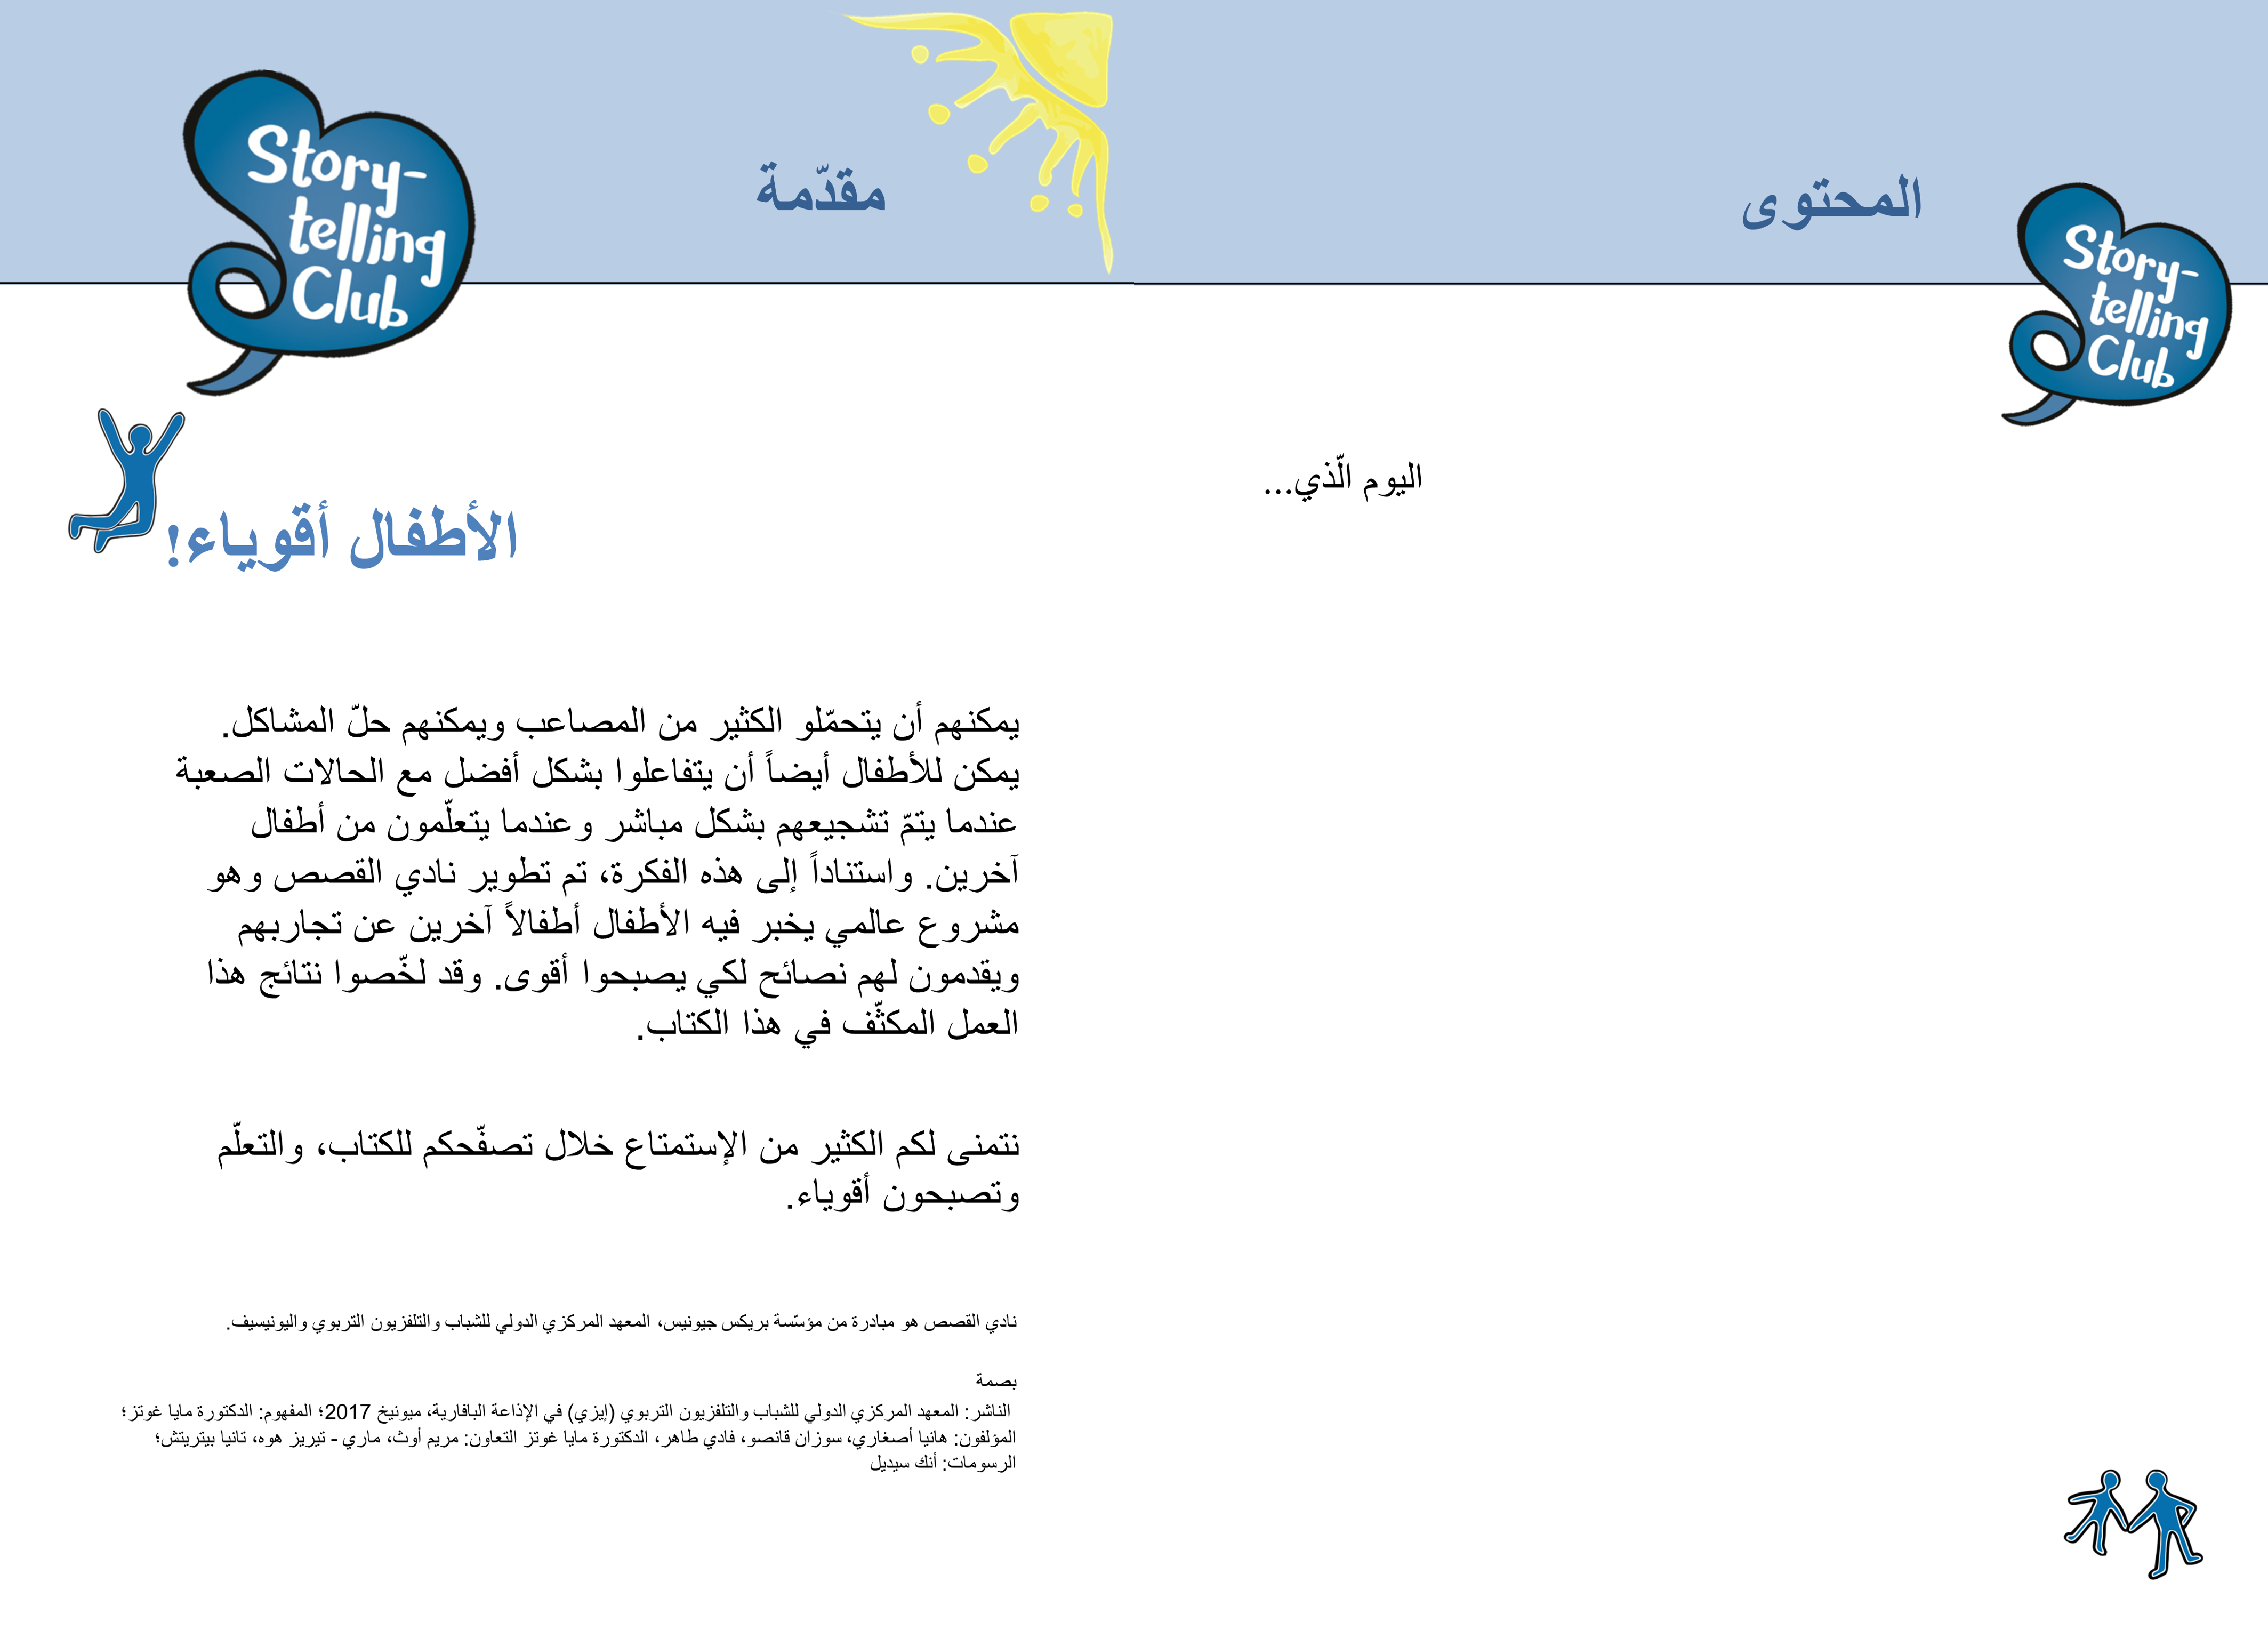 المحتوى
Story-
telling
Club
اليوم الّذي...
مقدّمة
Story-
telling
Club
الأطفال أقوياء!
يمكنهم أن يتحمّلو الكثير من المصاعب ويمكنهم حلّ المشاكل.
يمكن للأطفال أيضاً أن يتفاعلوا بشكل أفضل مع الحالات الصعبة
عندما يتمّ تشجيعهم بشكل مباشر وعندما يتعلّمون من أطفال
آخرين. واستناداً إلى هذه الفكرة، تم تطوير نادي القصص وهو
مشروع عالمي يخبر فيه الأطفال أطفالاً آخرين عن تجاربهم
ويقدمون لهم نصائح لكي يصبحوا أقوى. وقد لخّصوا نتائج هذا
العمل المكثّف في هذا الكتاب.
نتمنى لكم الكثير من الإستمتاع خلال تصفّحكم للكتاب، والتعلّم
وتصبحون أقوياء.
نادي القصص هو مبادرة من مؤسّسة بريكس جيونيس، المعهد المركزي الدولي للشباب والتلفزيون التربوي واليونيسيف.
بصمة
الناشر: المعهد المركزي الدولي للشباب والتلفزيون التربوي (إيزي) في الإذاعة البافارية، ميونيخ 2017؛ المفهوم: الدكتورة مايا غوتز؛
المؤلفون: هانيا أصغاري، سوزان قانصو، فادي طاهر، الدكتورة مايا غوتز التعاون: مريم أوث، ماري - تيريز هوه، تانيا بيتريتش؛
الرسومات: أنك سيديل